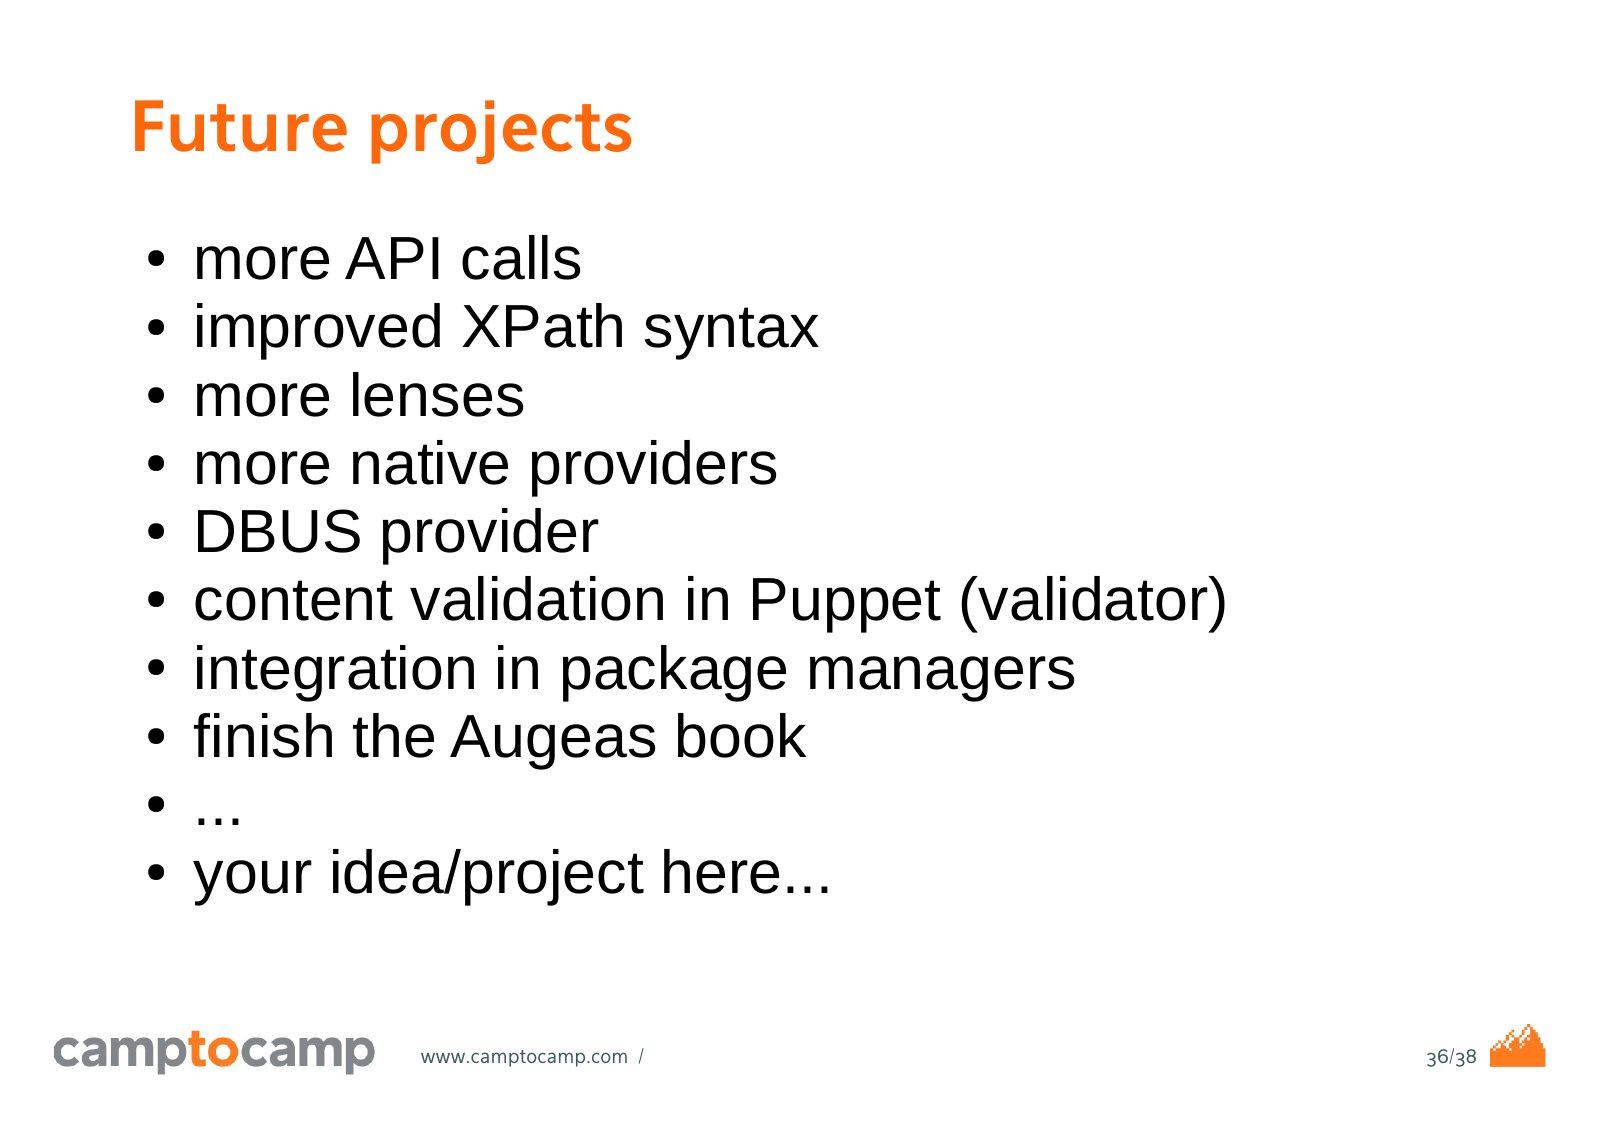 Future projects
• more API calls
• improved XPath syntax
• more lenses
• more native providers
• DBUS provider
• content validation in Puppet (validator)
• integration in package managers
• finish the Augeas book
• ...
• your idea/project here...
camptocamp www.camptocamp.com / 36/38